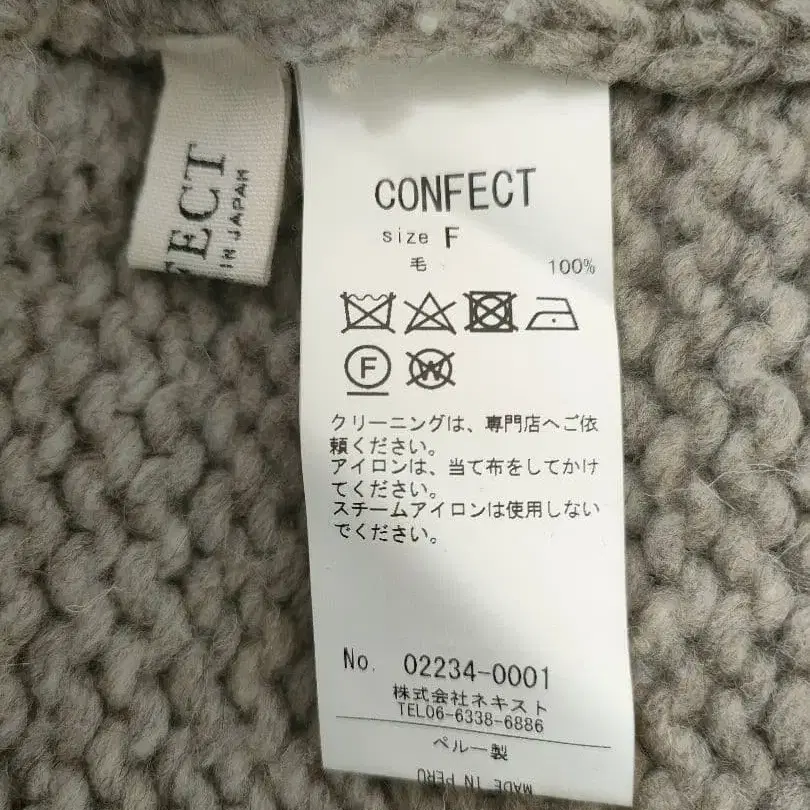 FECT
IN JAPAN
CONFECT
size F
毛 100%
F
W
クリーニングは、専門店へご依
頼ください。
アイロンは、当て布をしてかけ
てください。
スチームアイロンは使用しない
でください。
No. 02234-0001
株式会社ネキスト
TEL06-6338-6886
ペルー製
MADE IN PERU